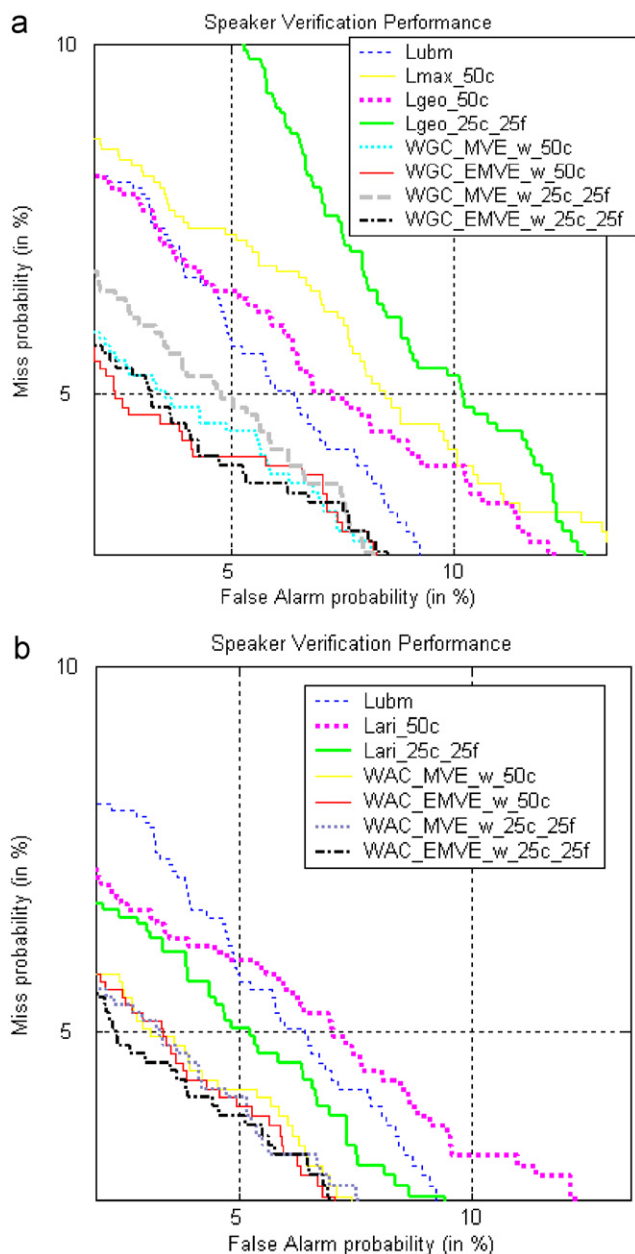 a
Speaker Verification Performance
10
Lubm
Lmax_50c
Lgeo_50c
Lgeo_25c_25f
WGC_MVE_w_50c
WGC_EMVE_w_50c
WGC_MVE_w_25c_25f
WGC_EMVE_w_25c_25f
Miss probability (in %)
5
5
10
False Alarm probability (in %)
b
Speaker Verification Performance
10
Lubm
Lari_50c
Lari_25c_25f
WAC_MVE_w_50c
WAC_EMVE_w_50c
WAC_MVE_w_25c_25f
WAC_EMVE_w_25c_25f
Miss probability (in %)
5
5
10
False Alarm probability (in %)